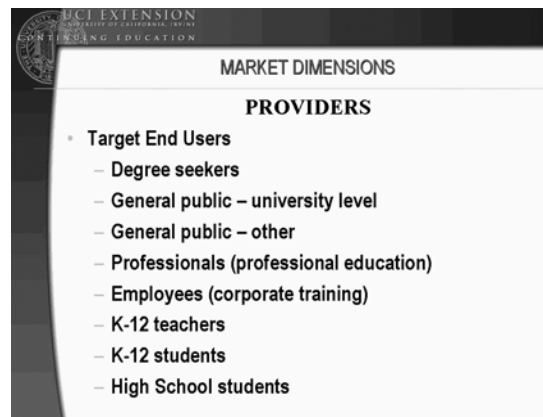 UCI EXTENSION
UNIVERSITY OF CALIFORNIA, IRVINE
CONTINUING EDUCATION
MARKET DIMENSIONS
PROVIDERS
• Target End Users
– Degree seekers
– General public – university level
– General public – other
– Professionals (professional education)
– Employees (corporate training)
– K-12 teachers
– K-12 students
– High School students